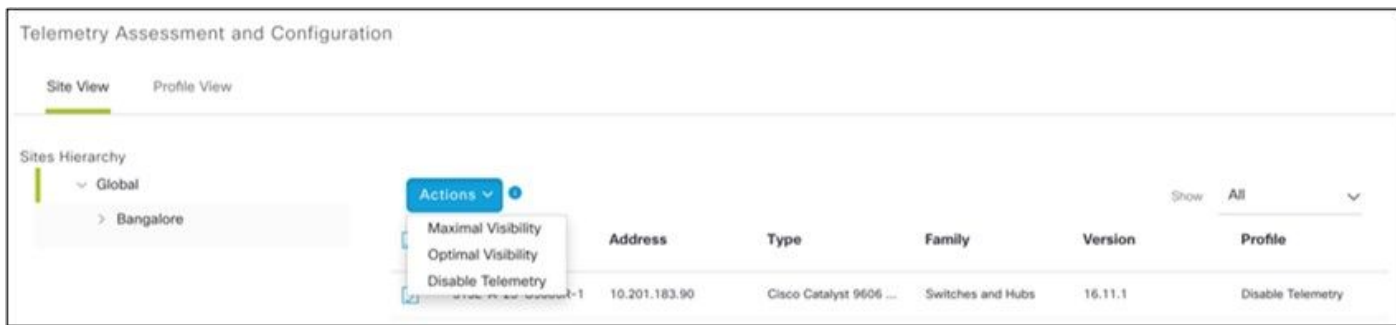 Telemetry Assessment and Configuration
Site View Profile View
Sites Hierarchy
Global
Bangalore
Actions
Show All
Maximal Visibility
Optimal Visibility
Disable Telemetry
Address Type Family Version Profile
10.201.183.90 Cisco Catalyst 9606 ... Switches and Hubs 16.11.1 Disable Telemetry